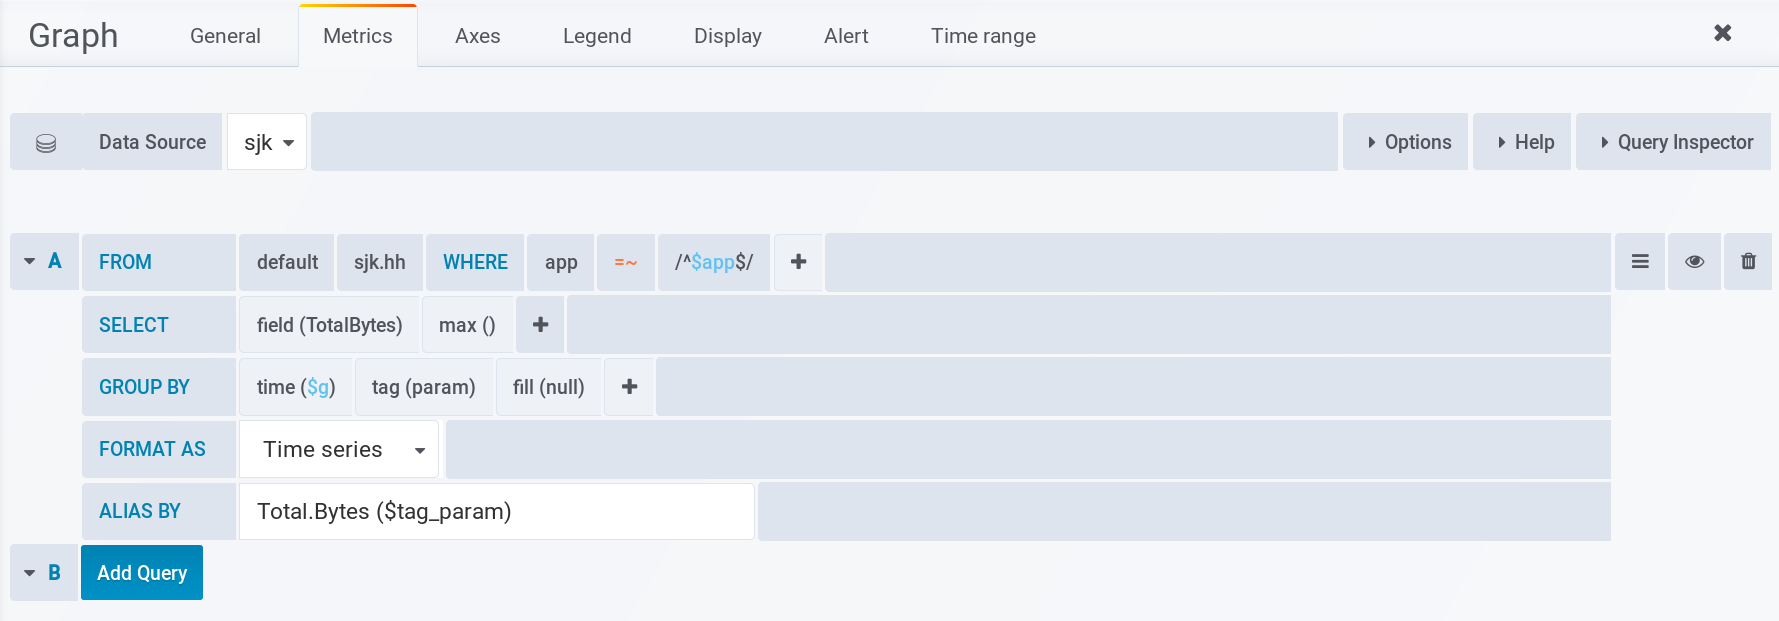 Graph General Metrics Axes Legend Display Alert Time range
Data Source sjk Options Help Query Inspector
A FROM default sjk.hh WHERE app =~ /^$app$/ +
SELECT field (TotalBytes) max () +
GROUP BY time ($g) tag (param) fill (null) +
FORMAT AS Time series
ALIAS BY Total.Bytes ($tag_param)
B Add Query